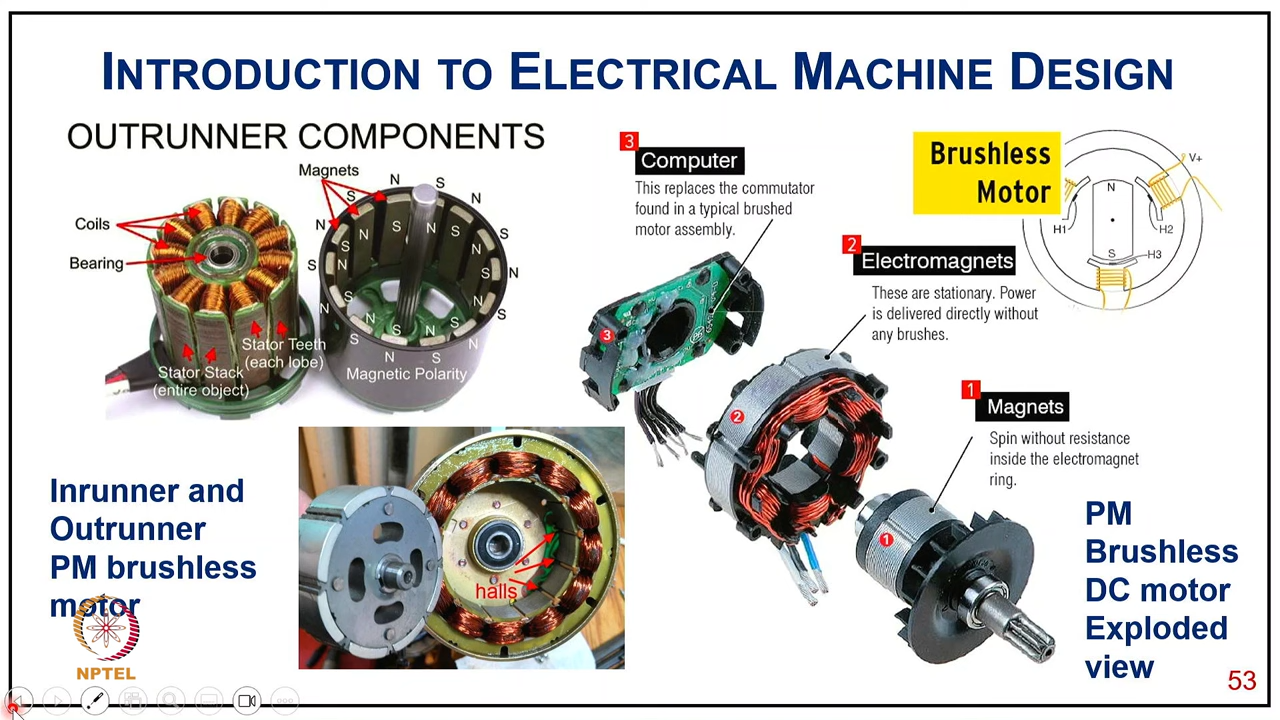 INTRODUCTION TO ELECTRICAL MACHINE DESIGN
OUTRUNNER COMPONENTS
Magnets
Coils
Bearing
N
S
S
N
N
S
S
N
S
N
S
N
S
N
S
N
S
N
S
N
S
N
S
N
Stator Teeth
(each lobe)
Stator Stack
(entire object)
Magnetic Polarity
3
Computer
This replaces the commutator
found in a typical brushed
motor assembly.
3
Brushless
Motor
V+
N
H1
H2
S
H3
2
Electromagnets
These are stationary. Power
is delivered directly without
any brushes.
2
1
Magnets
Spin without resistance
inside the electromagnet
ring.
1
halls
Inrunner and
Outrunner
PM brushless
motor
PM
Brushless
DC motor
Exploded
view
NPTEL
53